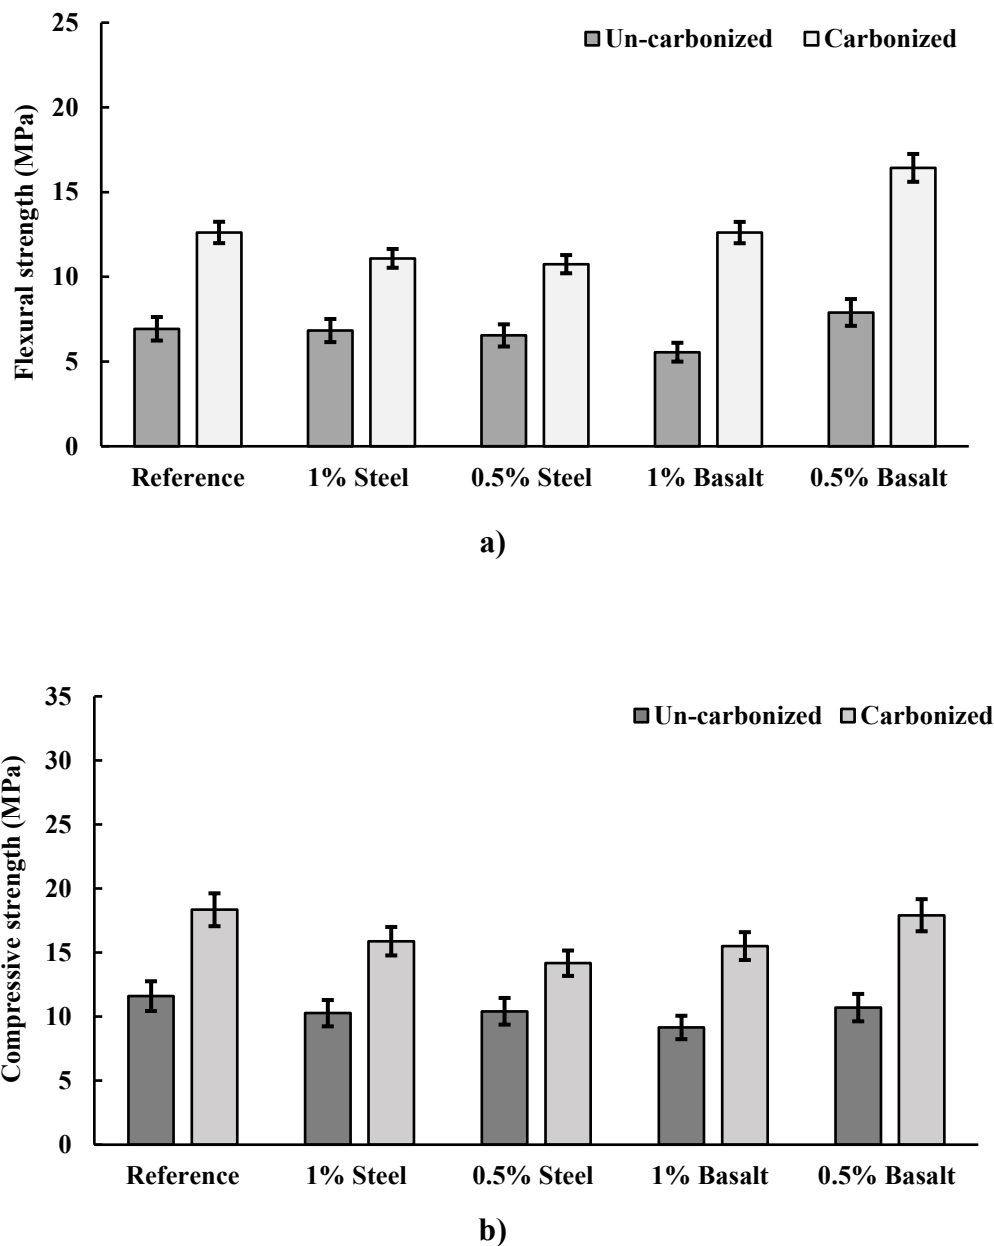 Flexural strength (MPa)
25
20
15
10
5
0
Un-carbonized Carbonized
Reference 1% Steel 0.5% Steel 1% Basalt 0.5% Basalt
a)
Compressive strength (MPa)
35
30
25
20
15
10
5
0
Un-carbonized Carbonized
Reference 1% Steel 0.5% Steel 1% Basalt 0.5% Basalt
b)